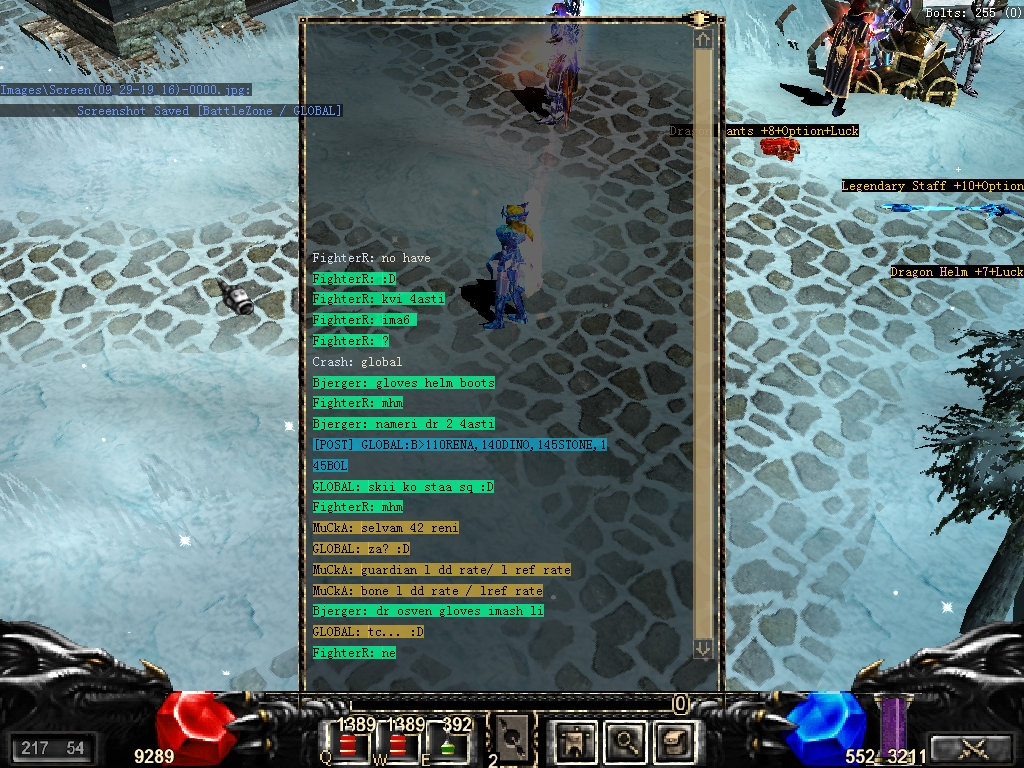 Bolts: 255 (0)
Images\Screen(09_29-19_16)-0000.jpg:
Screenshot Saved [BattleZone / GLOBAL]
Dragon Pants +8+Option+Luck
Legendary Staff +10+Option
Dragon Helm +7+Luck
FighterR: no have
FighterR: :D
FighterR: kvi 4asti
FighterR: ima6
FighterR: ?
Crash: global
Bjerger: gloves helm boots
FighterR: mhm
Bjerger: nameri dr 2 4asti
[POST] GLOBAL:B>110RENA,140DINO,145STONE,1
45BOL
GLOBAL: skii ko staa sq :D
FighterR: mhm
MuCkA: selvam 42 reni
GLOBAL: za? :D
MuCkA: guardian l dd rate/ l ref rate
MuCkA: bone l dd rate / lref rate
Bjerger: dr osven gloves imash li
GLOBAL: tc... :D
FighterR: ne
0
1389 1389 392
Q W E 2
217 54
9289
552 3211